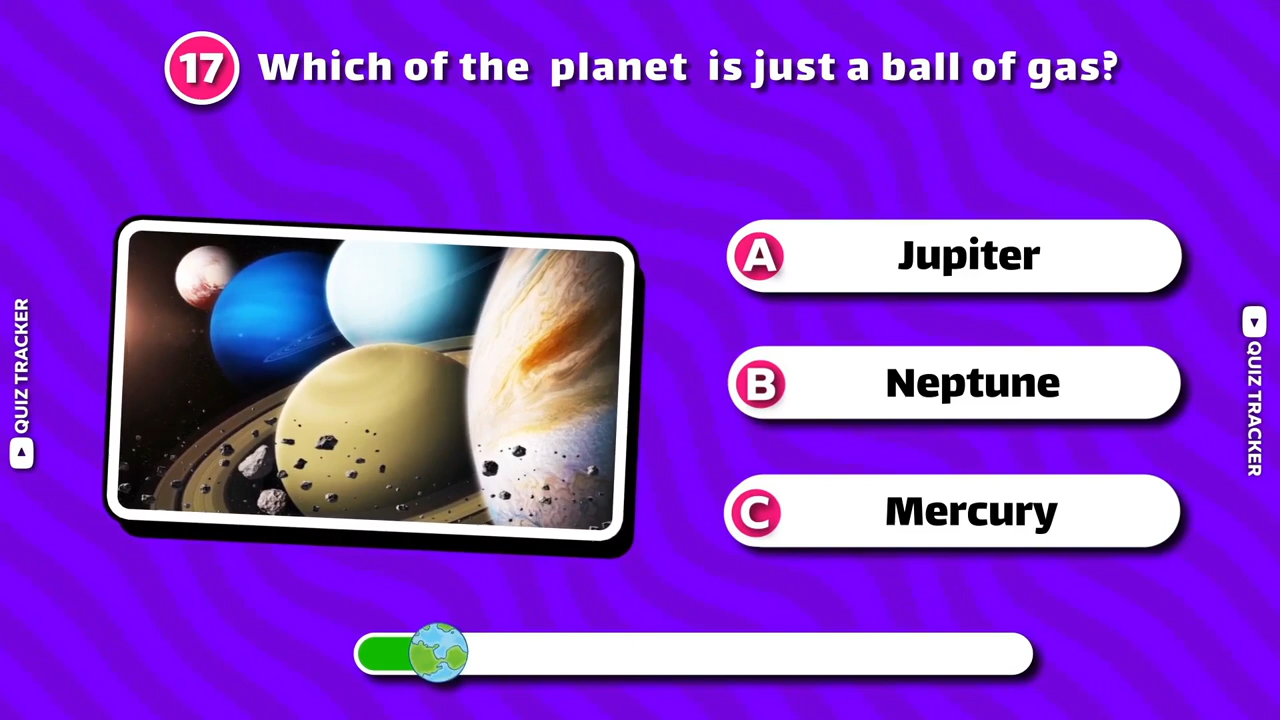 17 Which of the planet is just a ball of gas?
A Jupiter
B Neptune
C Mercury
QUIZ TRACKER
QUIZ TRACKER